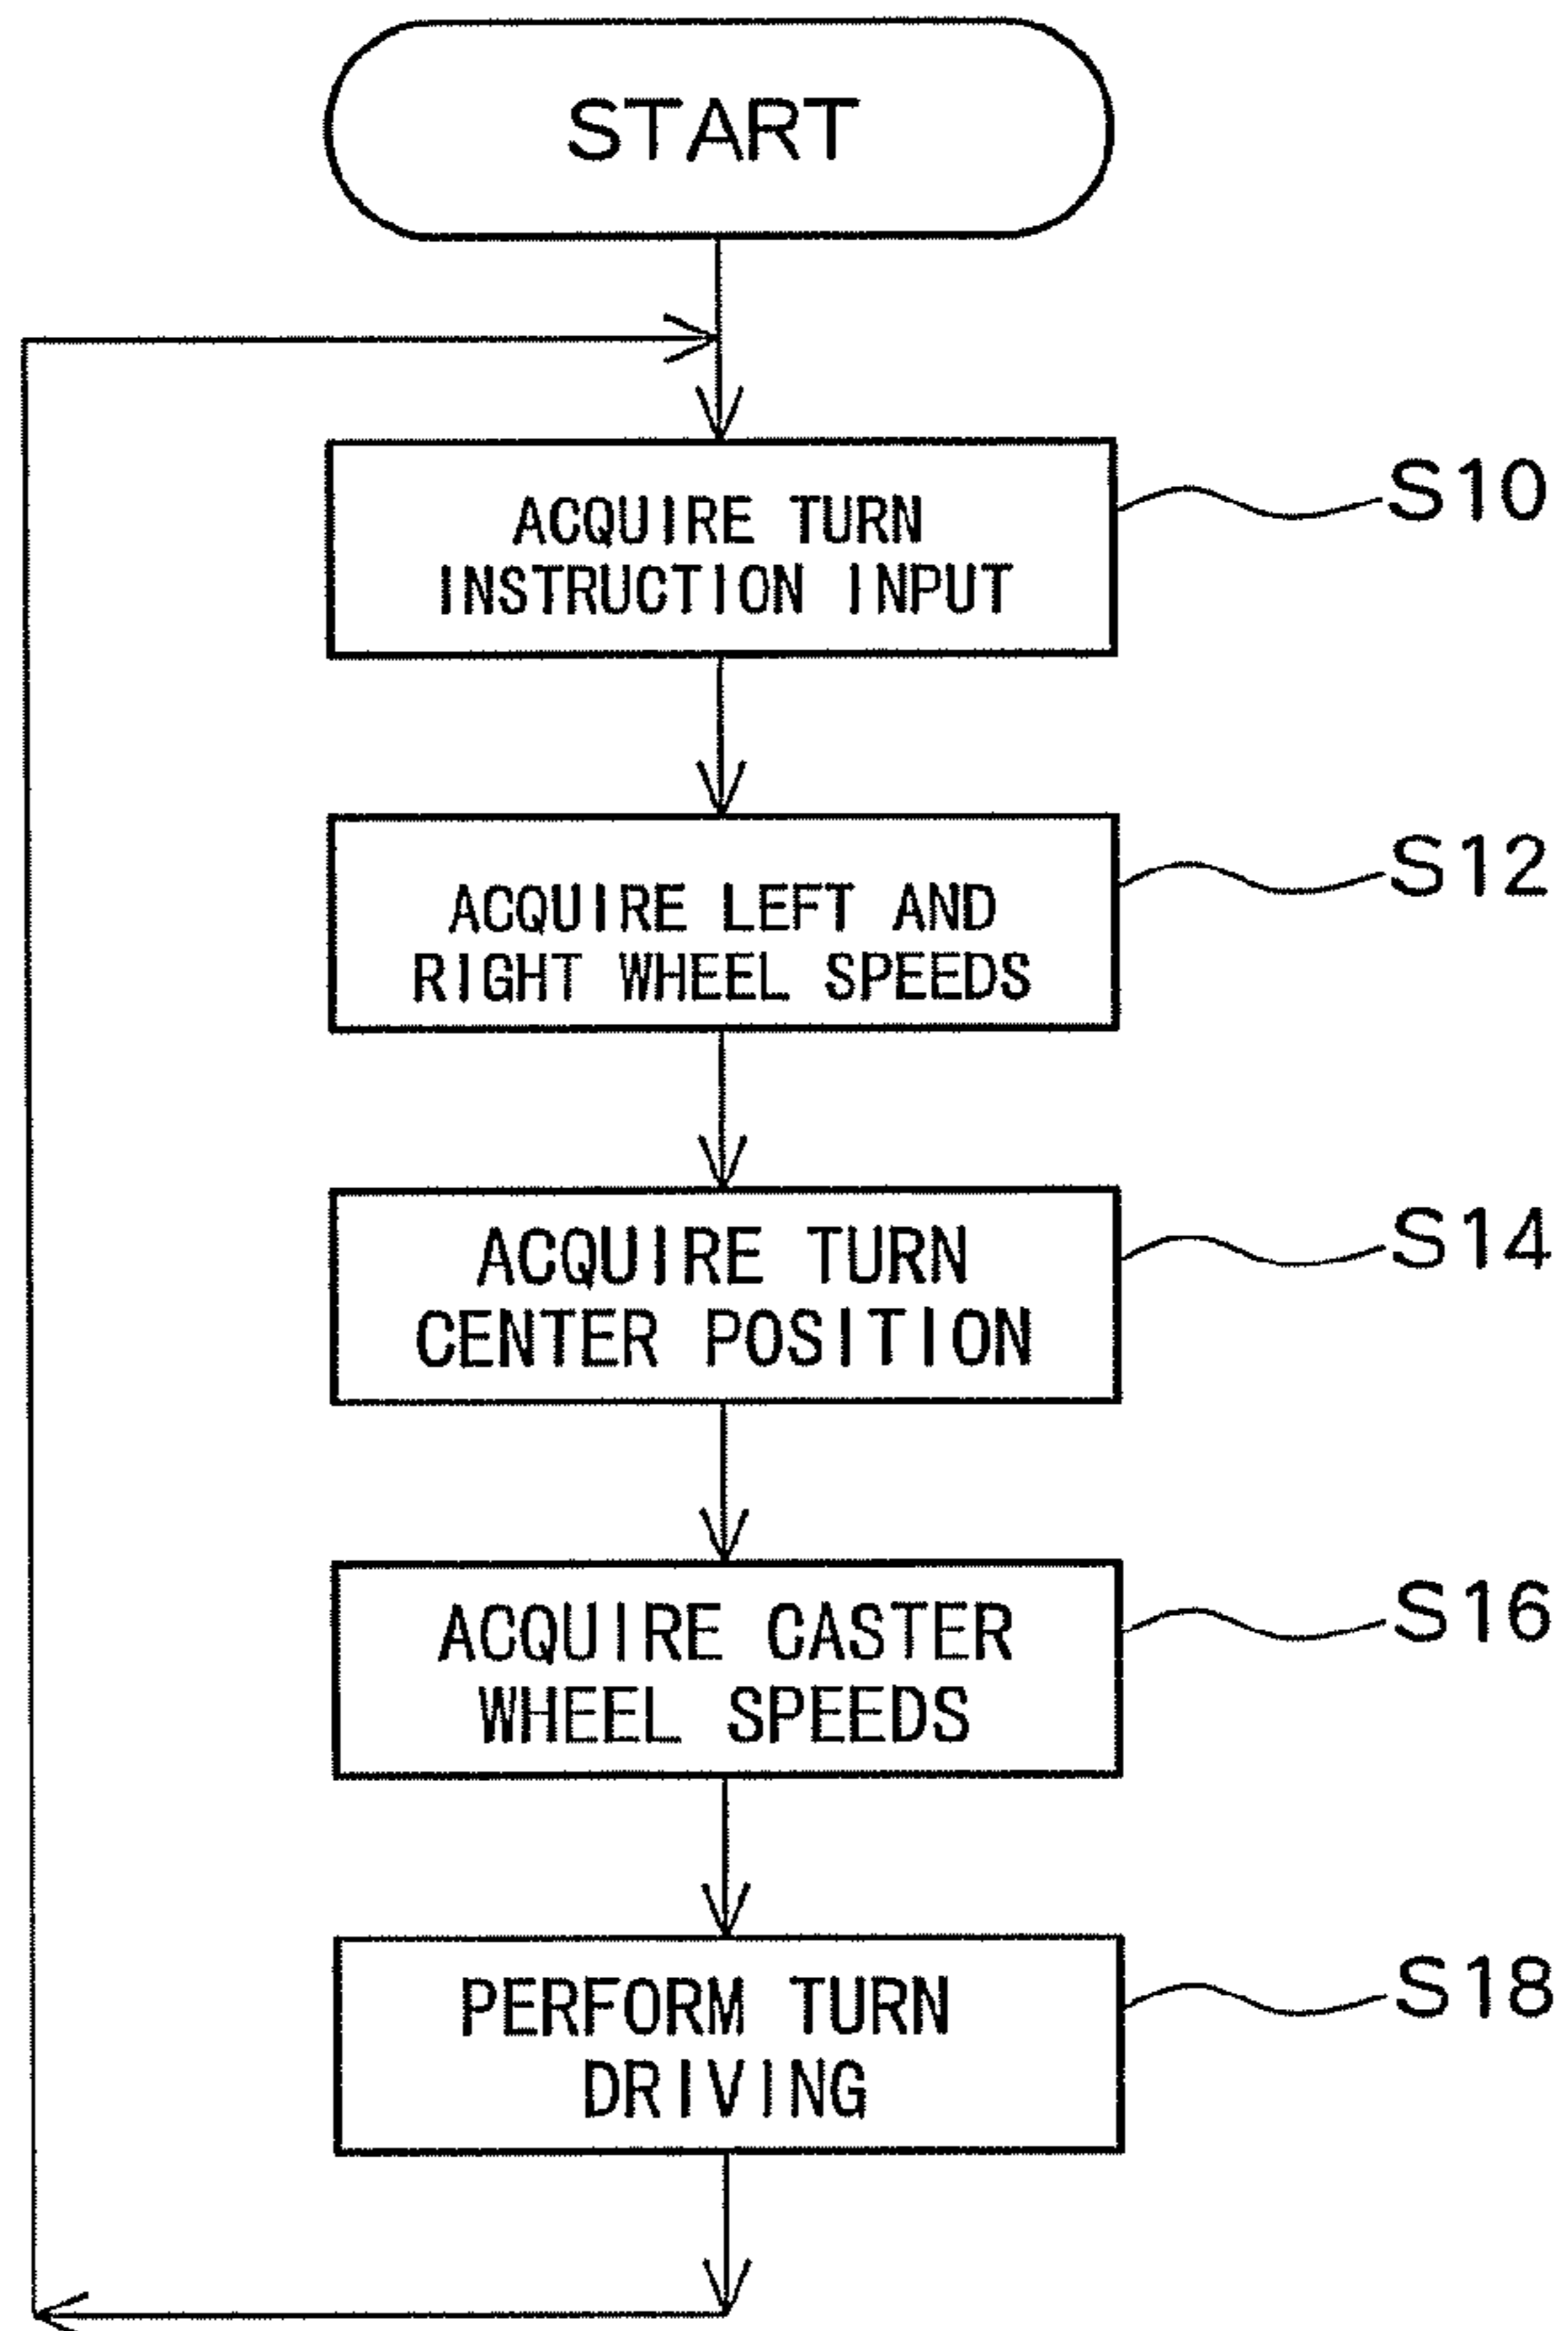 START
ACQUIRE TURN
INSTRUCTION INPUT
S10
ACQUIRE LEFT AND
RIGHT WHEEL SPEEDS
S12
ACQUIRE TURN
CENTER POSITION
S14
ACQUIRE CASTER
WHEEL SPEEDS
S16
PERFORM TURN
DRIVING
S18